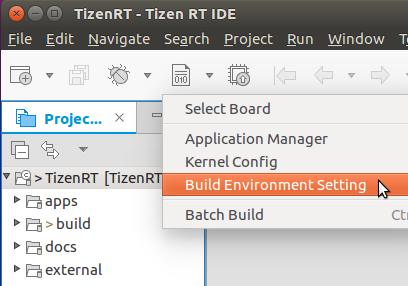 TizenRT - Tizen RT IDE
File Edit Navigate Search Project Run Window
010
Projec...
Select Board
Application Manager
Kernel Config
Build Environment Setting
Batch Build
> TizenRT [TizenRT
apps
> build
docs
external